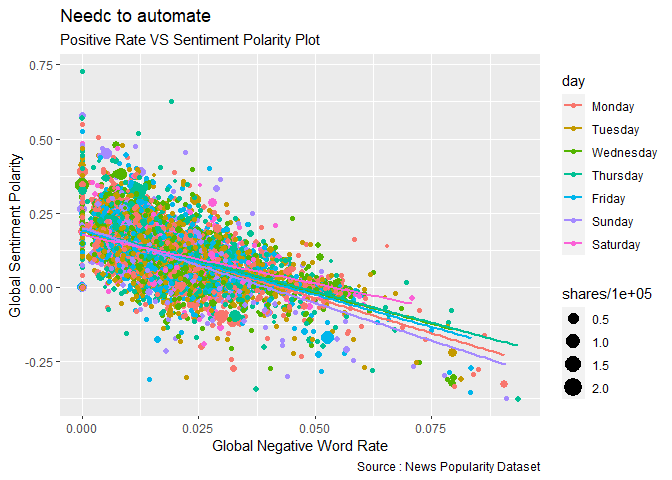 Needc to automate
Positive Rate VS Sentiment Polarity Plot
Global Sentiment Polarity
0.75
0.50
0.25
0.00
-0.25
0.000
0.025
0.050
0.075
Global Negative Word Rate
Source : News Popularity Dataset
day
Monday
Tuesday
Wednesday
Thursday
Friday
Sunday
Saturday
shares/1e+05
0.5
1.0
1.5
2.0